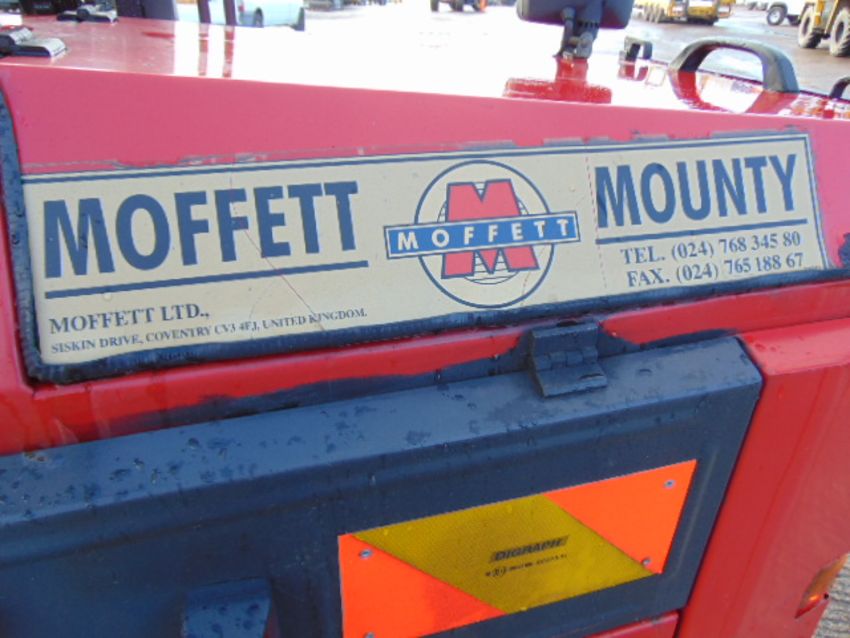 MOFFETT
MOFFETT LTD.,
SISKIN DRIVE, COVENTRY CV3 4FJ, UNITED KINGDOM.
M
MOFFETT
MOUNTY
TEL. (024) 768 345 80
FAX. (024) 765 188 67
DIGRAPH